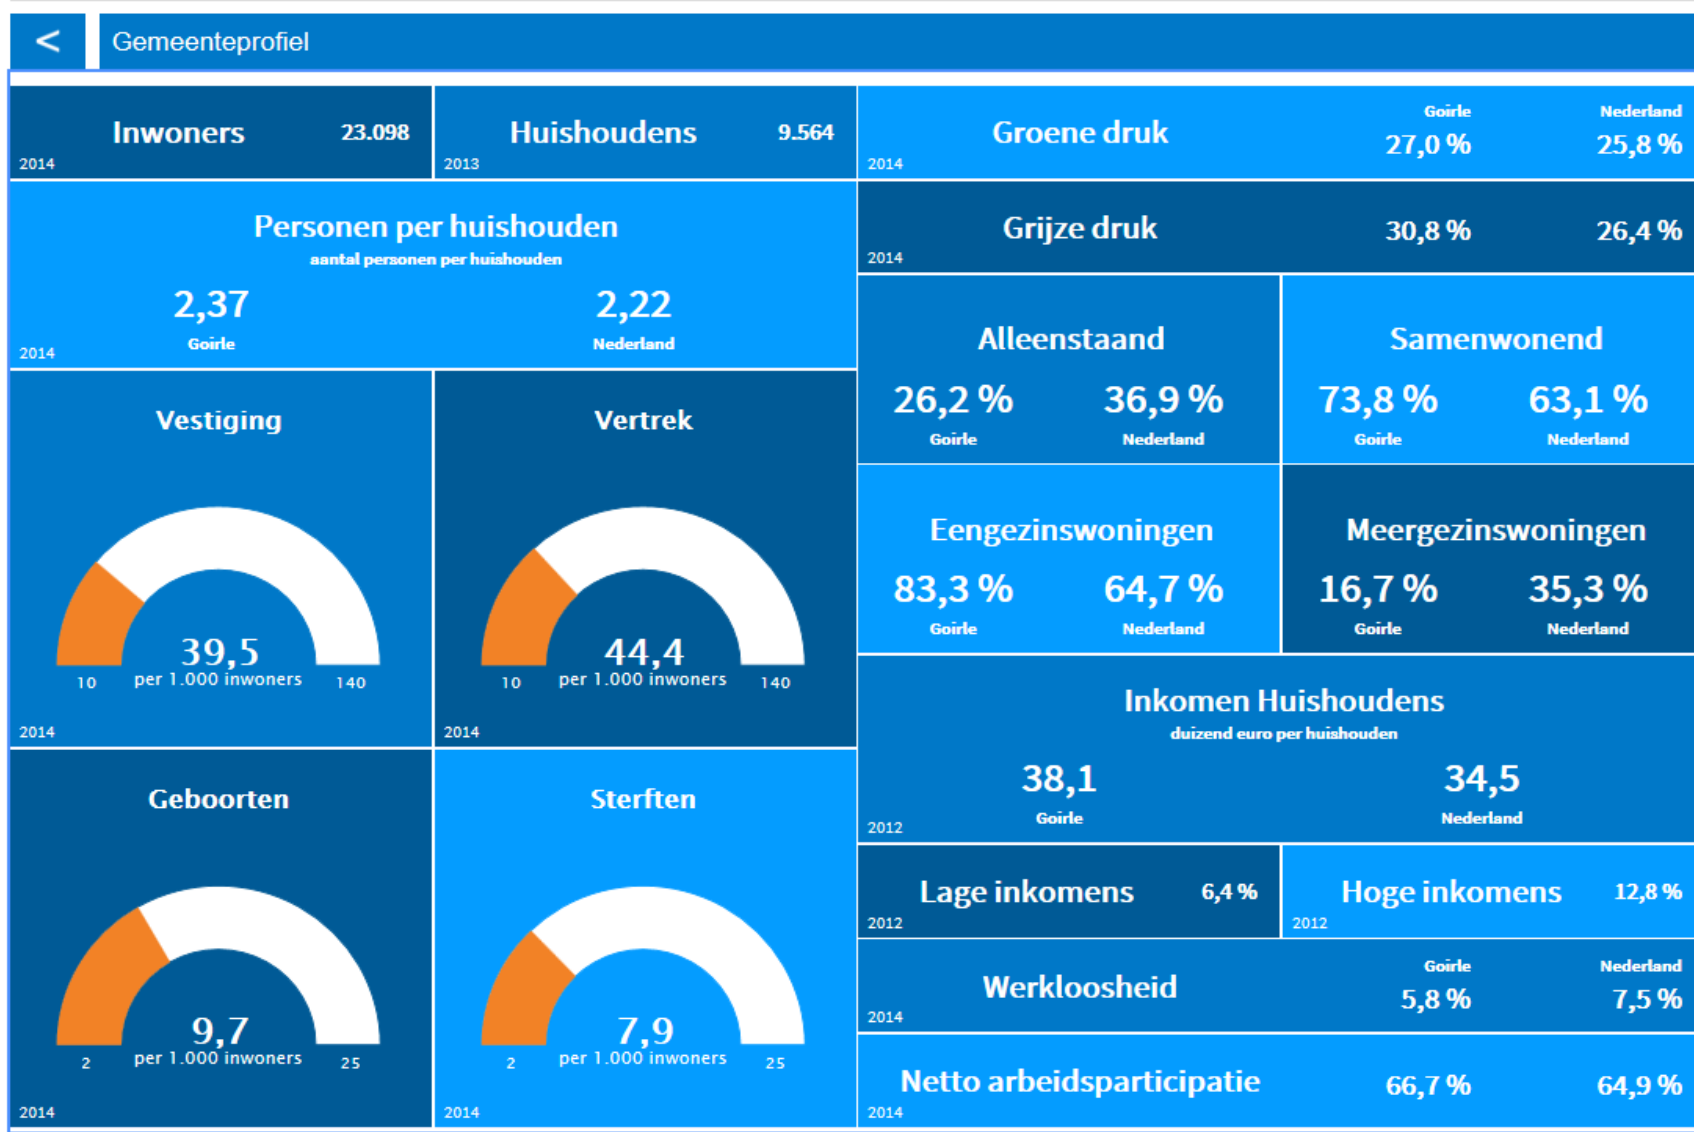 <
Gemeenteprofiel
Inwoners 23.098
2014
Huishoudens 9.564
2013
Personen per huishouden
aantal personen per huishouden
2,37 2,22
Goirle Nederland
2014
Vestiging
39,5
per 1.000 inwoners
10 140
2014
Vertrek
44,4
per 1.000 inwoners
10 140
2014
Geboorten
9,7
per 1.000 inwoners
2 25
2014
Sterften
7,9
per 1.000 inwoners
2 25
2014
Goirle Nederland
Groene druk 27,0 % 25,8 %
2014
Grijze druk 30,8 % 26,4 %
2014
Alleenstaand
26,2 % 36,9 %
Goirle Nederland
Samenwonend
73,8 % 63,1 %
Goirle Nederland
Eengezinswoningen
83,3 % 64,7 %
Goirle Nederland
Meergezinswoningen
16,7 % 35,3 %
Goirle Nederland
Inkomen Huishoudens
duizend euro per huishouden
38,1 34,5
Goirle Nederland
2012
Lage inkomens 6,4 %
2012
Hoge inkomens 12,8 %
2012
Goirle Nederland
Werkloosheid 5,8 % 7,5 %
2014
Netto arbeidsparticipatie 66,7 % 64,9 %
2014